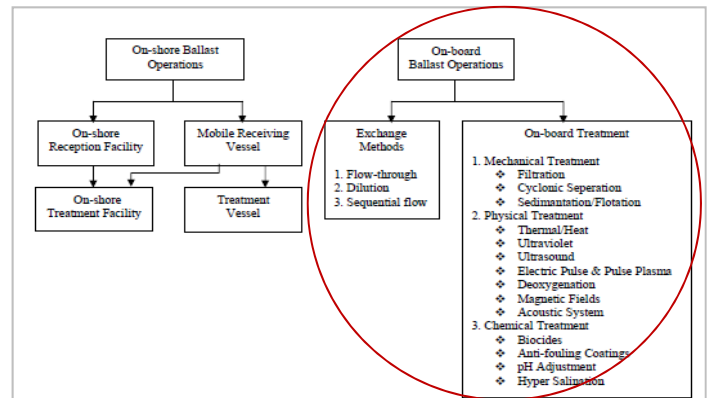 On-shore Ballast
Operations
On-board
Ballast Operations
On-shore
Reception Facility
Mobile Receiving
Vessel
On-shore
Treatment Facility
Treatment
Vessel
Exchange
Methods
1. Flow-through
2. Dilution
3. Sequential flow
On-board Treatment
1. Mechanical Treatment
❖ Filtration
❖ Cyclonic Seperation
❖ Sedimantation/Flotation
2. Physical Treatment
❖ Thermal/Heat
❖ Ultraviolet
❖ Ultrasound
❖ Electric Pulse & Pulse Plasma
❖ Deoxygenation
❖ Magnetic Fields
❖ Acoustic System
3. Chemical Treatment
❖ Biocides
❖ Anti-fouling Coatings
❖ pH Adjustment
❖ Hyper Salination